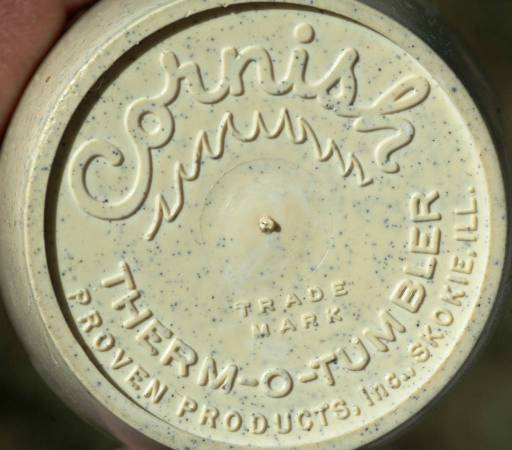 Cornish
TRADE
MARK
THERM-O-TUMBLER
PROVEN PRODUCTS, Inc., SKOKIE, ILL.